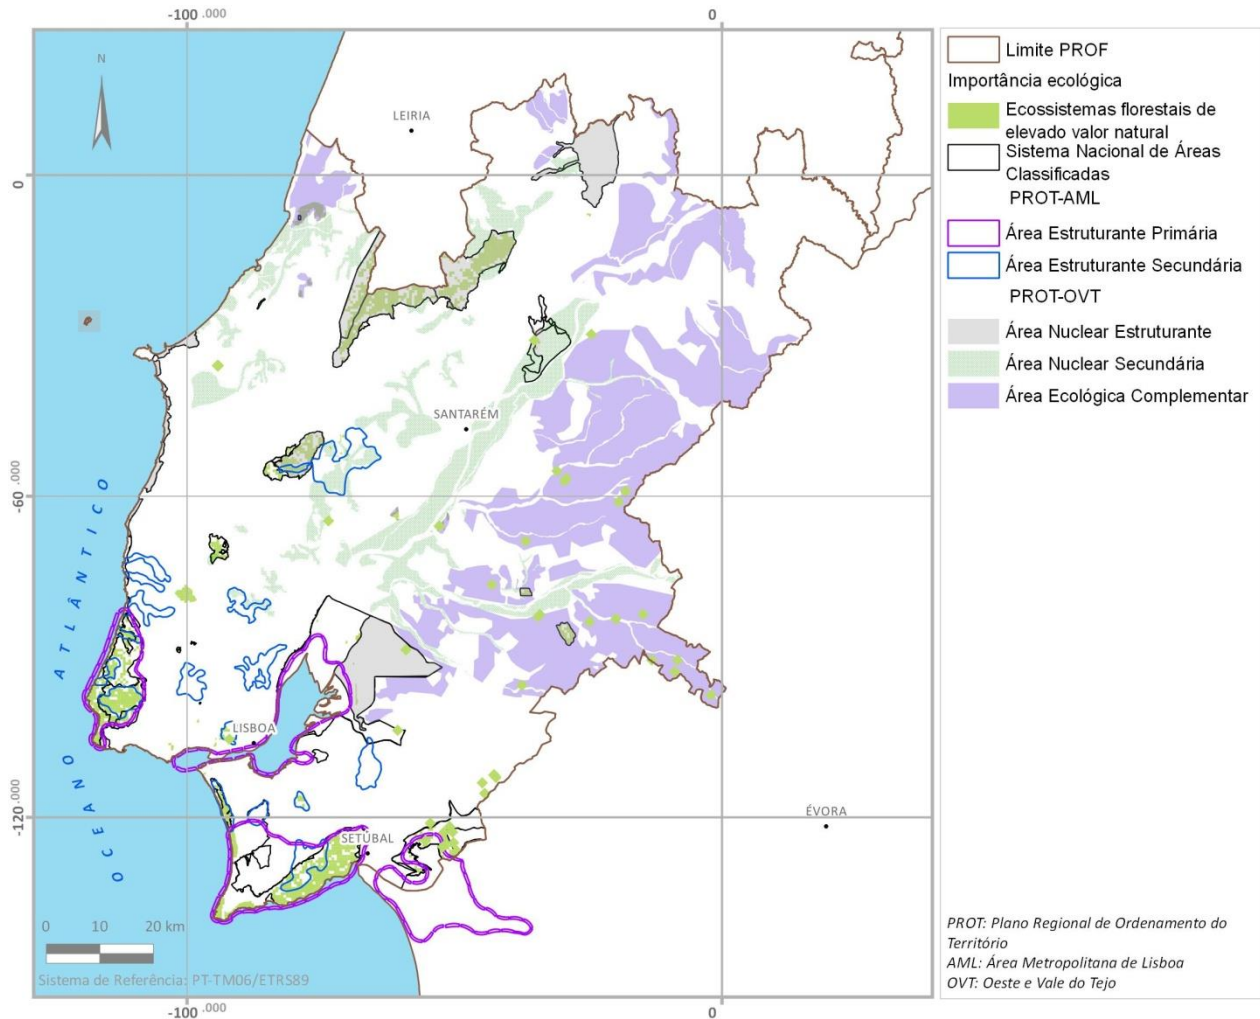 -100 .000
0
N
LEIRIA
0
SANTARÉM
-60 .000
OCEANO ATLÂNTICO
LISBOA
-120 .000
SETÚBAL
ÉVORA
0 10 20 km
Sistema de Referência: PT-TM06/ETRS89
-100 .000
0
Limite PROF
Importância ecológica
Ecossistemas florestais de
elevado valor natural
Sistema Nacional de Áreas
Classificadas
PROT-AML
Área Estruturante Primária
Área Estruturante Secundária
PROT-OVT
Área Nuclear Estruturante
Área Nuclear Secundária
Área Ecológica Complementar
PROT: Plano Regional de Ordenamento do
Território
AML: Área Metropolitana de Lisboa
OVT: Oeste e Vale do Tejo